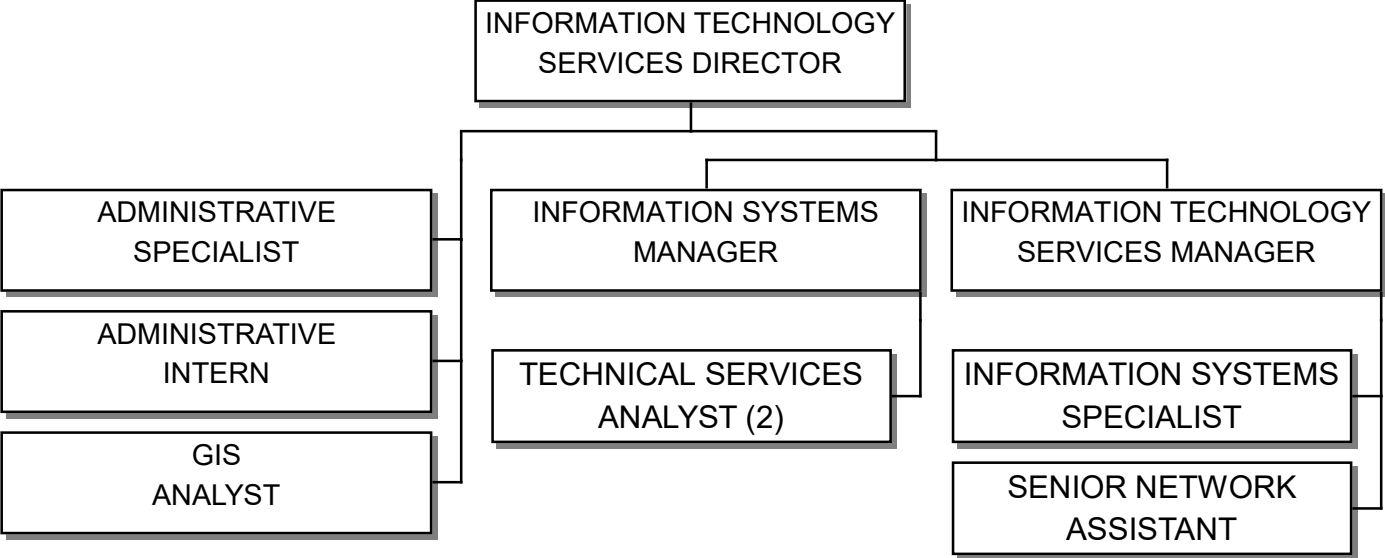 INFORMATION TECHNOLOGY
SERVICES DIRECTOR
ADMINISTRATIVE
SPECIALIST
INFORMATION SYSTEMS
MANAGER
INFORMATION TECHNOLOGY
SERVICES MANAGER
ADMINISTRATIVE
INTERN
TECHNICAL SERVICES
ANALYST (2)
INFORMATION SYSTEMS
SPECIALIST
GIS
ANALYST
SENIOR NETWORK
ASSISTANT